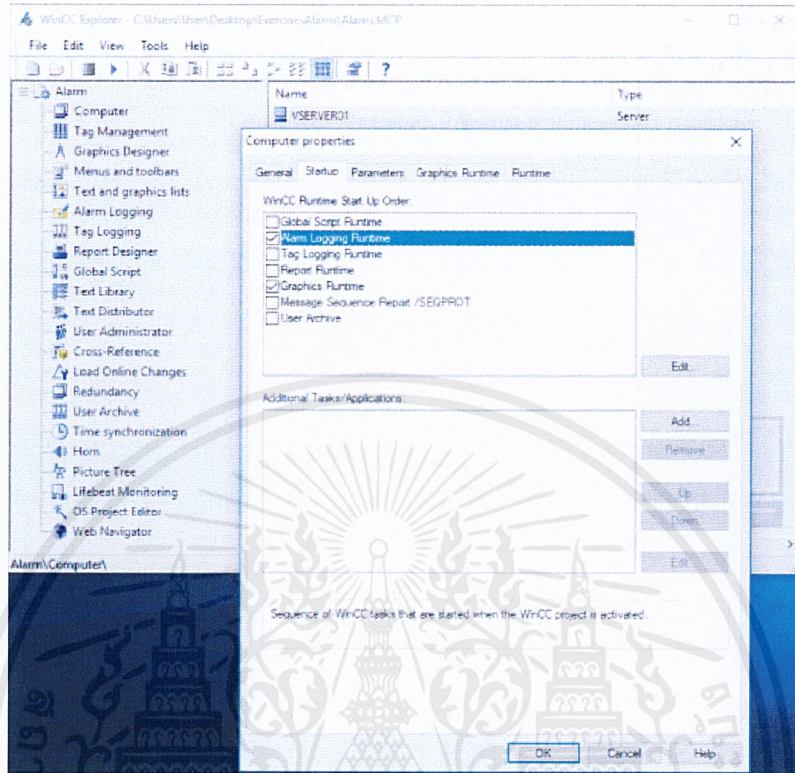 WinCC Explorer - C:\Users\User\Desktop\Exercise\Alarm\Alarm.MCP
File Edit View Tools Help
Alarm
Computer
Tag Management
Graphics Designer
Menus and toolbars
Text and graphics lists
Alarm Logging
Tag Logging
Report Designer
Global Script
Text Library
Text Distributor
User Administrator
Cross-Reference
Load Online Changes
Redundancy
User Archive
Time synchronization
Horn
Picture Tree
Lifebeat Monitoring
OS Project Editor
Web Navigator
Alarm\Computer\
Name Type
VSERVER01 Server
Computer properties
General Startup Parameters Graphics Runtime Runtime
WinCC Runtime Start Up Order:
Global Script Runtime
Alarm Logging Runtime
Tag Logging Runtime
Report Runtime
Graphics Runtime
Message Sequence Report /SEQPROT
User Archive
Edit...
Additional Tasks/Applications
Add...
Remove
Up
Down
Edit...
Sequence of WinCC tasks that are started when the WinCC project is activated.
OK Cancel Help